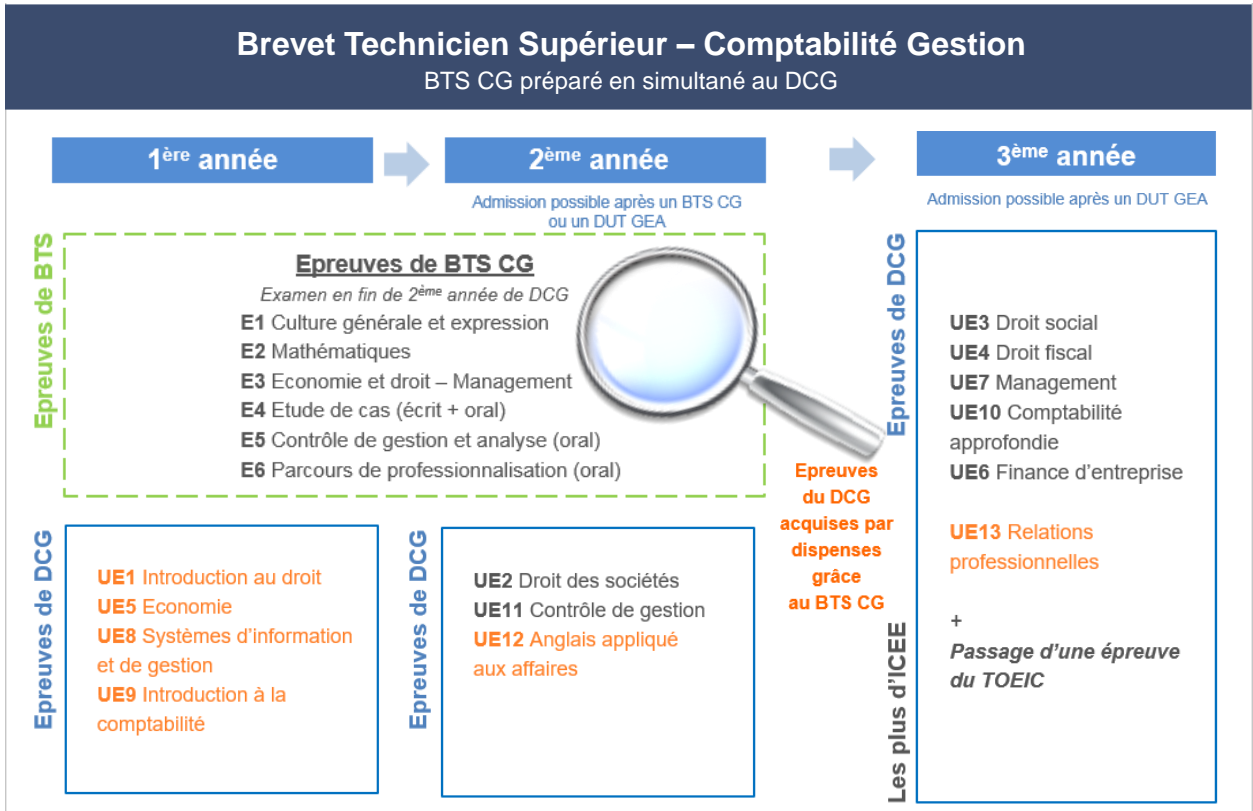 Brevet Technicien Supérieur – Comptabilité Gestion
BTS CG préparé en simultané au DCG
1ère année
2ème année
3ème année
Admission possible après un BTS CG
ou un DUT GEA
Admission possible après un DUT GEA
Epreuves de BTS
Epreuves de BTS CG
Examen en fin de 2ème année de DCG
E1 Culture générale et expression
E2 Mathématiques
E3 Economie et droit – Management
E4 Etude de cas (écrit + oral)
E5 Contrôle de gestion et analyse (oral)
E6 Parcours de professionnalisation (oral)
Epreuves de DCG
UE1 Introduction au droit
UE5 Economie
UE8 Systèmes d'information
et de gestion
UE9 Introduction à la
comptabilité
Epreuves de DCG
UE2 Droit des sociétés
UE11 Contrôle de gestion
UE12 Anglais appliqué
aux affaires
Epreuves
du DCG
acquises par
dispenses
grâce
au BTS CG
Epreuves de DCG
UE3 Droit social
UE4 Droit fiscal
UE7 Management
UE10 Comptabilité
approfondie
UE6 Finance d'entreprise
UE13 Relations
professionnelles
Les plus d'ICEE
+
Passage d'une épreuve
du TOEIC